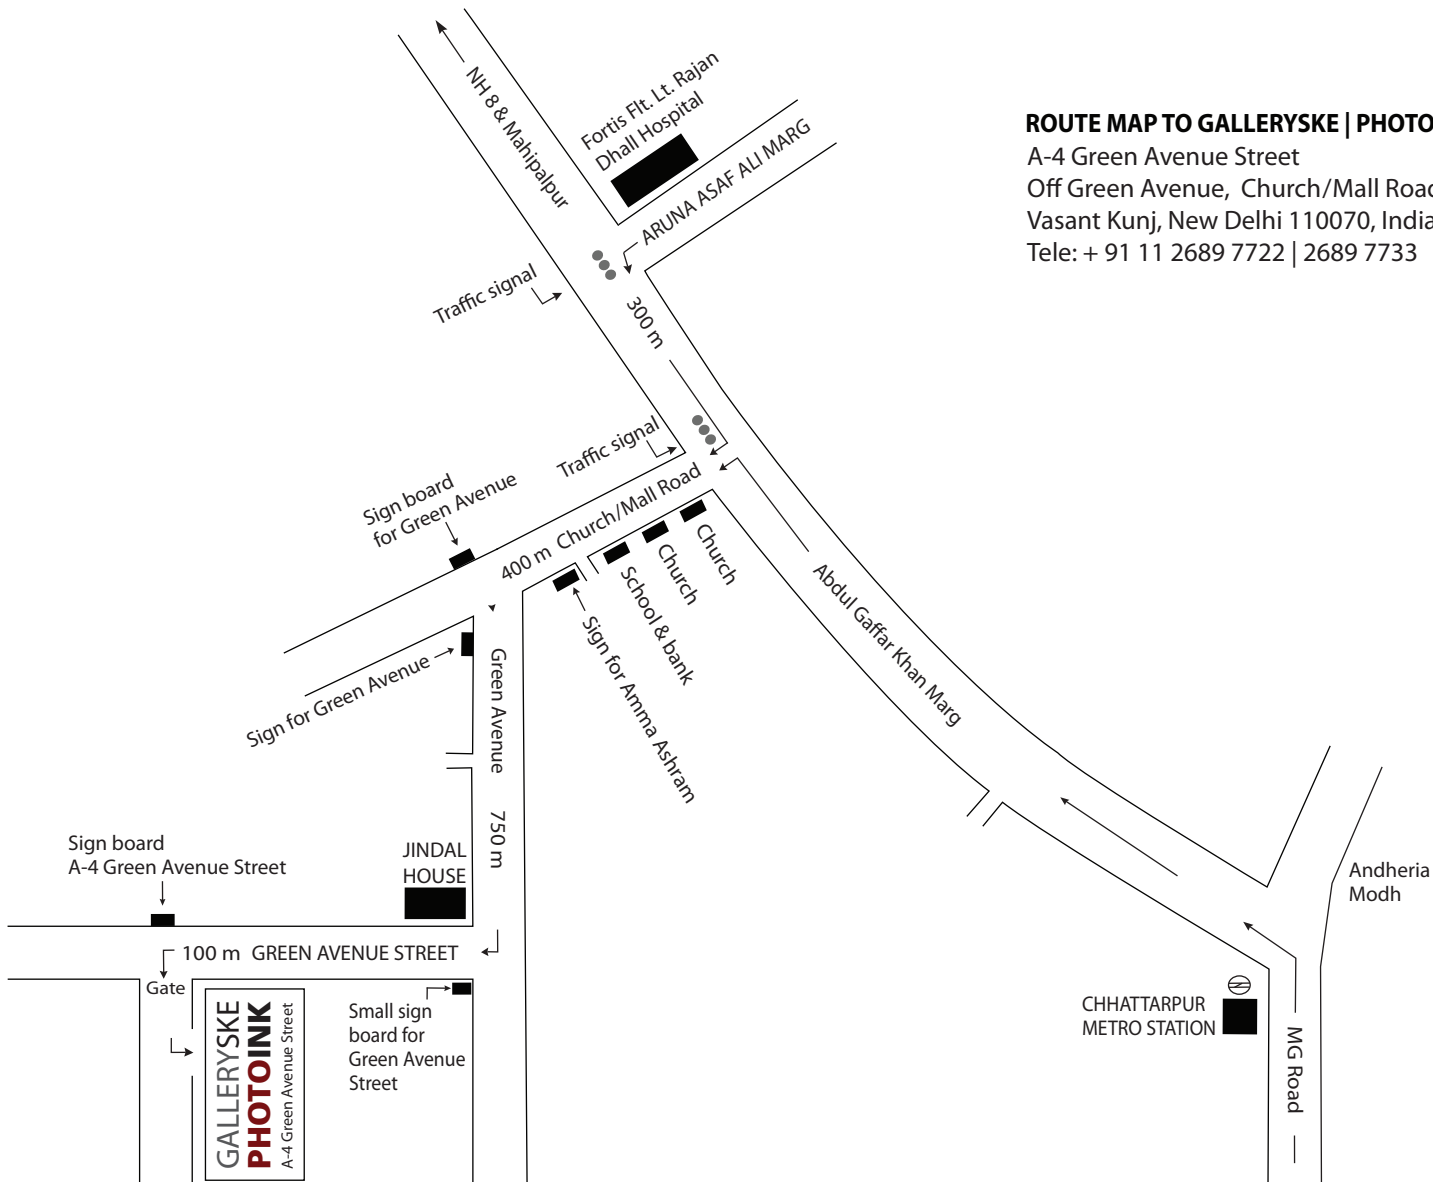 ROUTE MAP TO GALLERYSKE | PHOTO
A-4 Green Avenue Street
Off Green Avenue, Church/Mall Road
Vasant Kunj, New Delhi 110070, India
Tele: + 91 11 2689 7722 | 2689 7733
NH 8 & Mahipalpur
Fortis Flt. Lt. Rajan
Dhall Hospital
ARUNA ASAF ALI MARG
Traffic signal
300 m
Traffic signal
Sign board
for Green Avenue
400 m Church/Mall Road
Church
Church
School & bank
Sign for Amma Ashram
Abdul Gaffar Khan Marg
Sign for Green Avenue
Green Avenue 750 m
Sign board
A-4 Green Avenue Street
JINDAL
HOUSE
Andheria
Modh
100 m GREEN AVENUE STREET
Gate
GALLERYSKE
PHOTOINK
A-4 Green Avenue Street
Small sign
board for
Green Avenue
Street
CHHATTARPUR
METRO STATION
MG Road